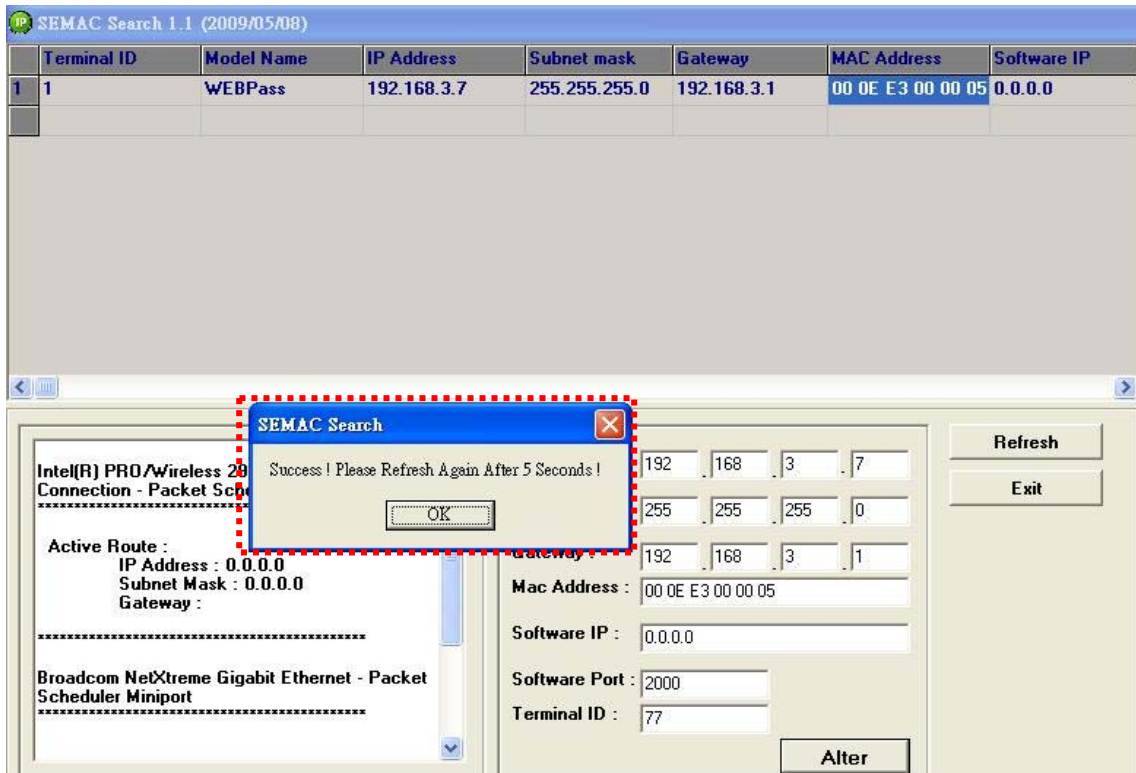 SEMAC Search 1.1 (2009/05/08)
Terminal ID Model Name IP Address Subnet mask Gateway MAC Address Software IP
1 1 WEBPass 192.168.3.7 255.255.255.0 192.168.3.1 00 0E E3 00 00 05 0.0.0.0
SEMAC Search
Success ! Please Refresh Again After 5 Seconds !
OK
Intel(R) PRO/Wireless 29
Connection - Packet Sch
*********************************************
Active Route :
IP Address : 0.0.0.0
Subnet Mask : 0.0.0.0
Gateway :
*********************************************
Broadcom NetXtreme Gigabit Ethernet - Packet
Scheduler Miniport
*********************************************
192 . 168 . 3 . 7
255 . 255 . 255 . 0
Gateway : 192 . 168 . 3 . 1
Mac Address : 00 0E E3 00 00 05
Software IP : 0.0.0.0
Software Port : 2000
Terminal ID : 77
Alter
Refresh
Exit